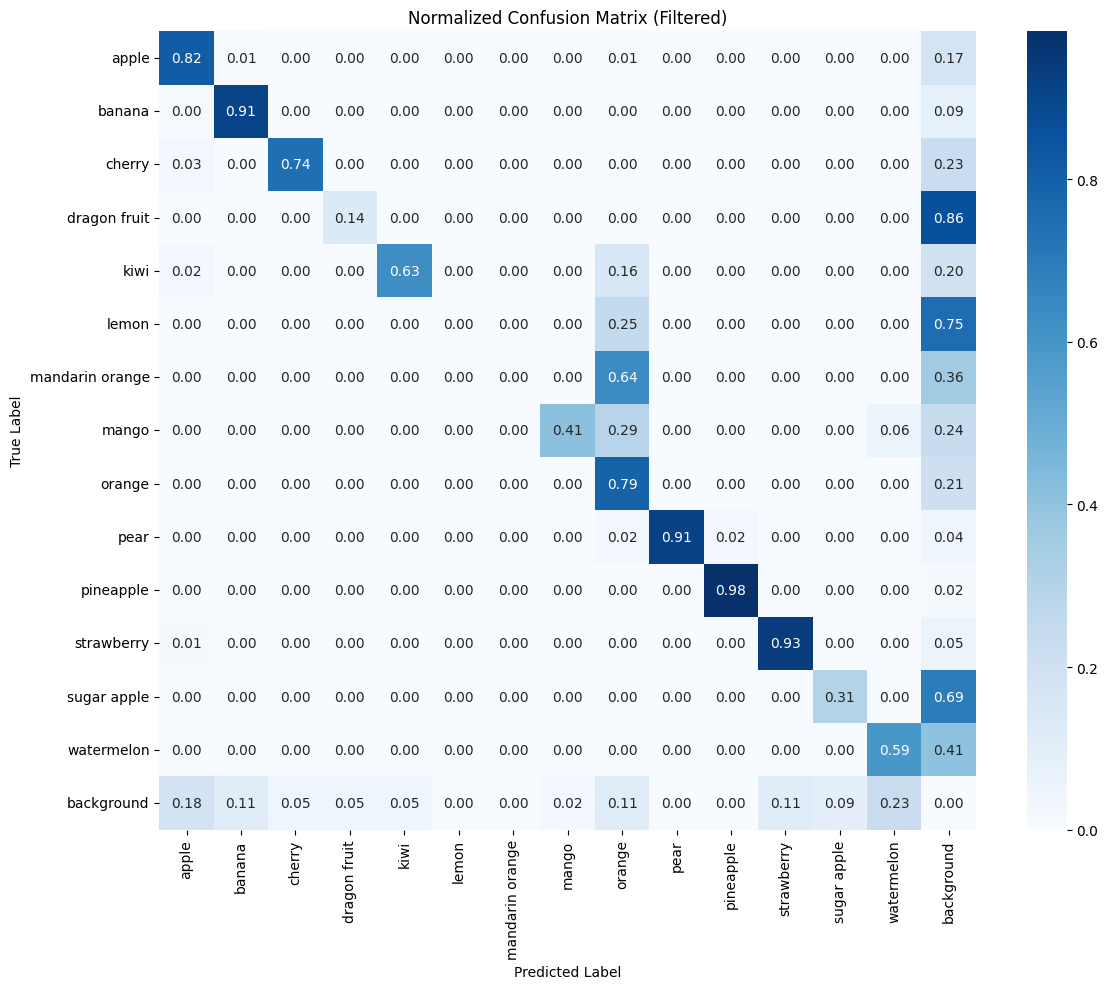 Normalized Confusion Matrix (Filtered)
apple 0.82 0.01 0.00 0.00 0.00 0.00 0.00 0.00 0.01 0.00 0.00 0.00 0.00 0.00 0.17
banana 0.00 0.91 0.00 0.00 0.00 0.00 0.00 0.00 0.00 0.00 0.00 0.00 0.00 0.00 0.09
cherry 0.03 0.00 0.74 0.00 0.00 0.00 0.00 0.00 0.00 0.00 0.00 0.00 0.00 0.00 0.23
dragon fruit 0.00 0.00 0.00 0.14 0.00 0.00 0.00 0.00 0.00 0.00 0.00 0.00 0.00 0.00 0.86
kiwi 0.02 0.00 0.00 0.00 0.63 0.00 0.00 0.00 0.16 0.00 0.00 0.00 0.00 0.00 0.20
lemon 0.00 0.00 0.00 0.00 0.00 0.00 0.00 0.00 0.25 0.00 0.00 0.00 0.00 0.00 0.75
mandarin orange 0.00 0.00 0.00 0.00 0.00 0.00 0.00 0.00 0.64 0.00 0.00 0.00 0.00 0.00 0.36
mango 0.00 0.00 0.00 0.00 0.00 0.00 0.00 0.41 0.29 0.00 0.00 0.00 0.00 0.06 0.24
orange 0.00 0.00 0.00 0.00 0.00 0.00 0.00 0.00 0.79 0.00 0.00 0.00 0.00 0.00 0.21
pear 0.00 0.00 0.00 0.00 0.00 0.00 0.00 0.00 0.02 0.91 0.02 0.00 0.00 0.00 0.04
pineapple 0.00 0.00 0.00 0.00 0.00 0.00 0.00 0.00 0.00 0.00 0.98 0.00 0.00 0.00 0.02
strawberry 0.01 0.00 0.00 0.00 0.00 0.00 0.00 0.00 0.00 0.00 0.00 0.93 0.00 0.00 0.05
sugar apple 0.00 0.00 0.00 0.00 0.00 0.00 0.00 0.00 0.00 0.00 0.00 0.00 0.31 0.00 0.69
watermelon 0.00 0.00 0.00 0.00 0.00 0.00 0.00 0.00 0.00 0.00 0.00 0.00 0.00 0.59 0.41
background 0.18 0.11 0.05 0.05 0.05 0.00 0.00 0.02 0.11 0.00 0.00 0.11 0.09 0.23 0.00
True Label
apple
banana
cherry
dragon fruit
kiwi
lemon
mandarin orange
mango
orange
pear
pineapple
strawberry
sugar apple
watermelon
background
Predicted Label
0.8
0.6
0.4
0.2
0.0